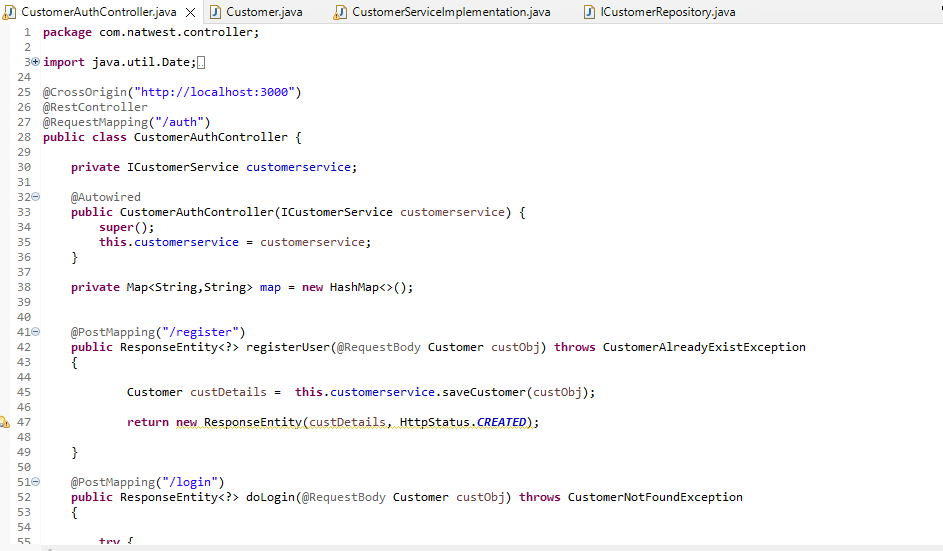 CustomerAuthController.java Customer.java CustomerServiceImplementation.java ICustomerRepository.java
1 package com.natwest.controller;
2
3 import java.util.Date;
24
25 @CrossOrigin("http://localhost:3000")
26 @RestController
27 @RequestMapping("/auth")
28 public class CustomerAuthController {
29
30 private ICustomerService customerservice;
31
32 @Autowired
33 public CustomerAuthController(ICustomerService customerservice) {
34 super();
35 this.customerservice = customerservice;
36 }
37
38 private Map<String,String> map = new HashMap<>();
39
40
41 @PostMapping("/register")
42 public ResponseEntity<?> registerUser(@RequestBody Customer custObj) throws CustomerAlreadyExistException
43 {
44
45 Customer custDetails =  this.customerservice.saveCustomer(custObj);
46
47 return new ResponseEntity(custDetails, HttpStatus.CREATED);
48
49 }
50
51 @PostMapping("/login")
52 public ResponseEntity<?> doLogin(@RequestBody Customer custObj) throws CustomerNotFoundException
53 {
54
55 try {